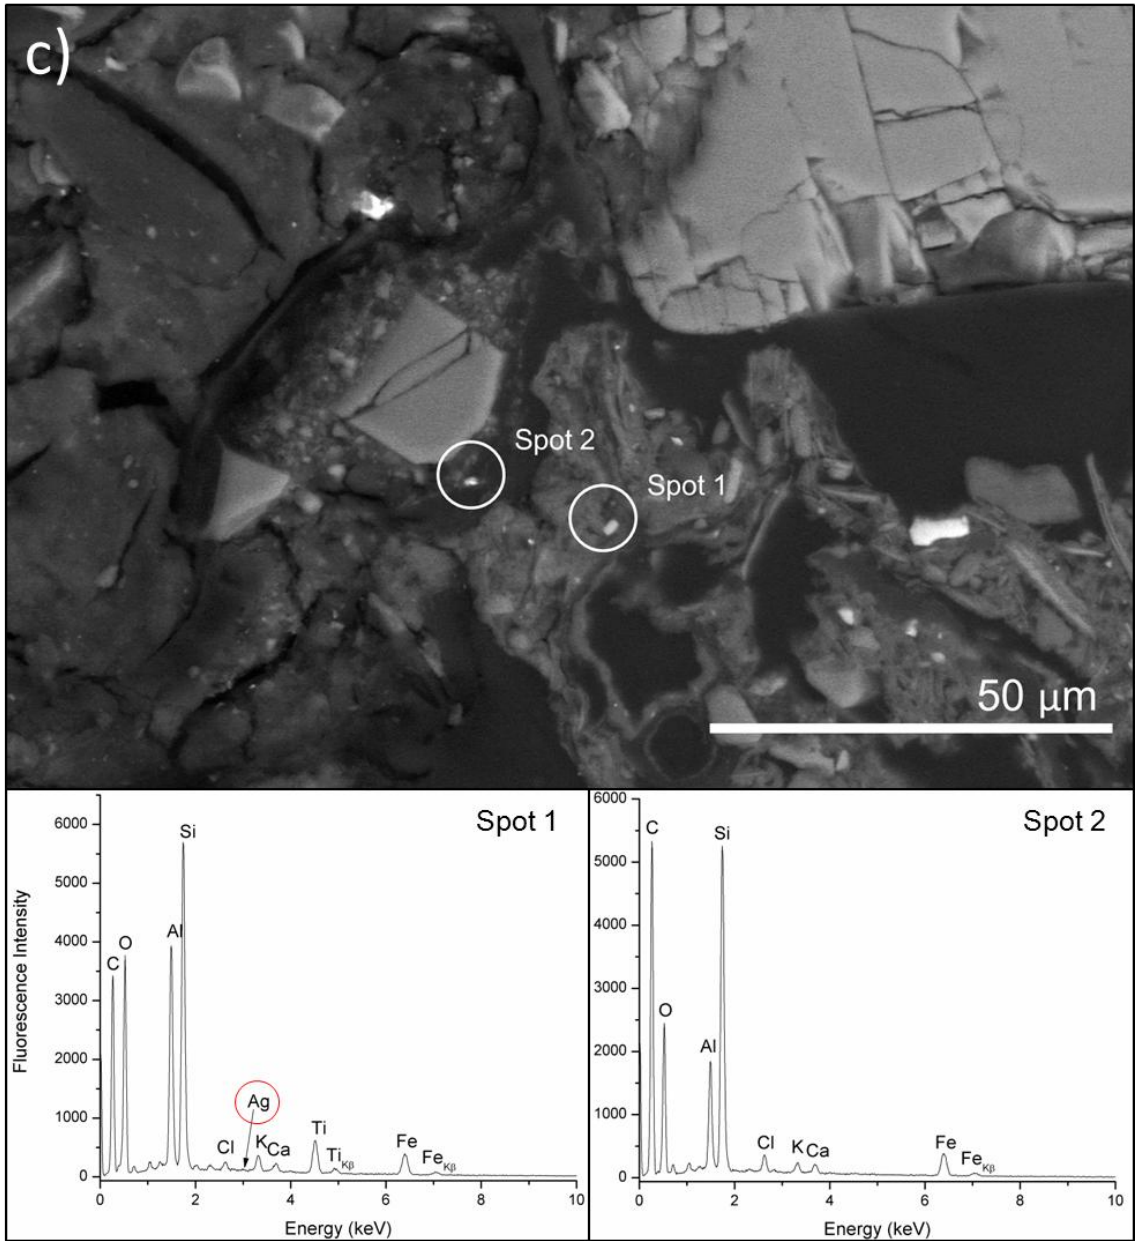 c)
Spot 2
Spot 1
50 µm
Spot 1
6000
5000
4000
3000
2000
1000
0
Fluorescence Intensity
C
O
Al
Si
Cl
Ag
K
Ca
Ti
Ti Kβ
Fe
Fe Kβ
0 2 4 6 8 10
Energy (keV)
Spot 2
6000
5000
4000
3000
2000
1000
0
C
O
Al
Si
Cl
K
Ca
Fe
Fe Kβ
0 2 4 6 8 10
Energy (keV)